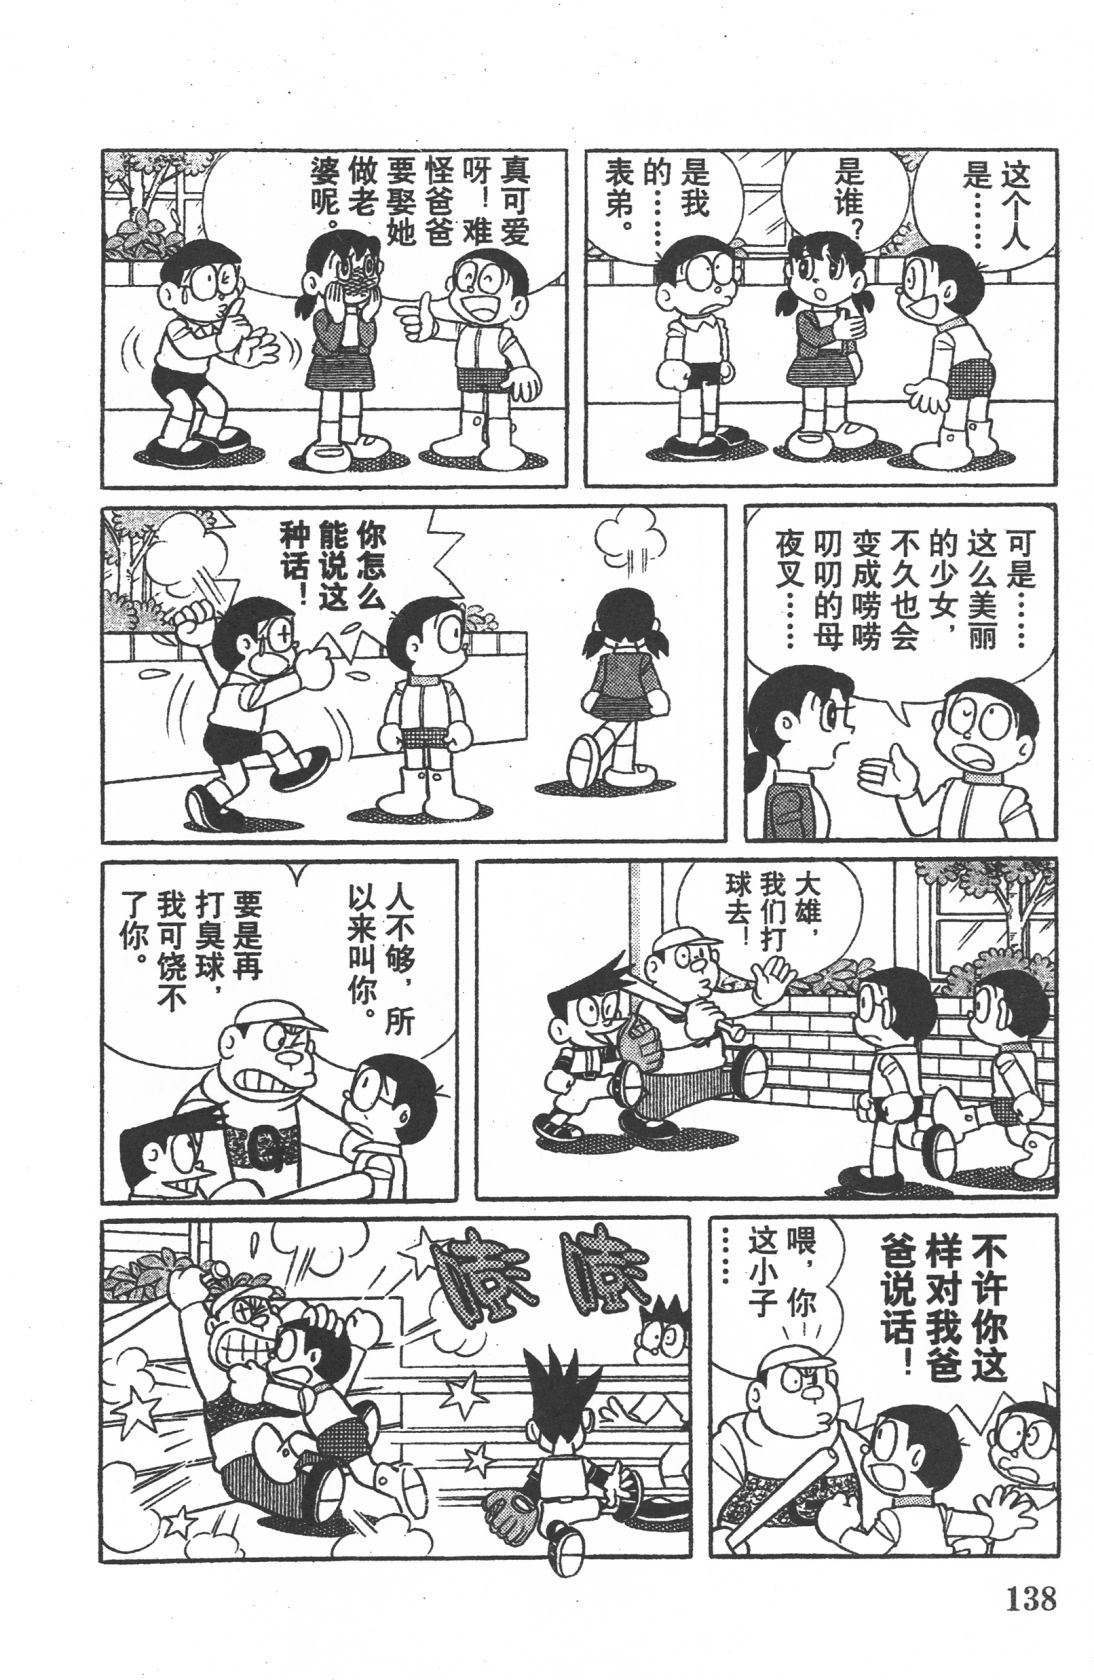 这个人
是……
是谁？
是我
的……
表弟。
真可爱
呀！难
怪爸爸
要娶她
做老
婆呢。
可是……
这么美丽
的少女，
不久也会
变成唠唠
叨叨的母
夜叉……
你怎么
能说这
种话！
大雄，
我们打
球去！
人不够，所
以来叫你。
要是再
打臭球，
我可饶不
了你。
不许你这
样对我爸
爸说话！
喂，你
这小子
……
138